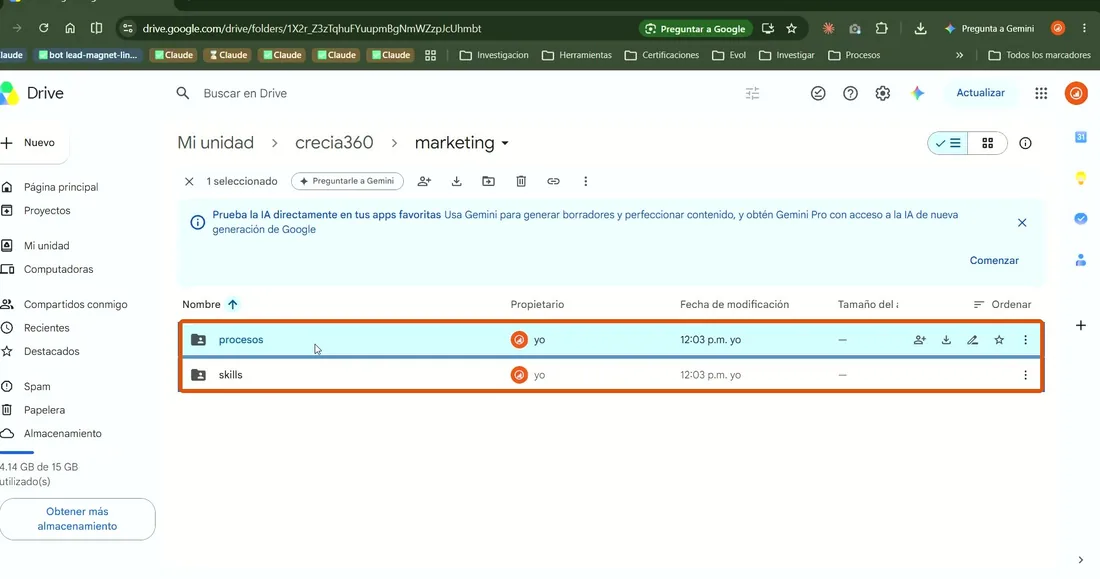 drive.google.com/drive/folders/1X2r_Z3zTqhuFYuupmBgNmWZzpJcUhmbt
Preguntar a Google
Pregunta a Gemini
laude
bot lead-magnet-lin...
Claude
Claude
Claude
Claude
Claude
Investigacion
Herramientas
Certificaciones
Evol
Investigar
Procesos
»
Todos los marcadores
Drive
Buscar en Drive
Actualizar
Nuevo
Mi unidad > crecia360 > marketing
1 seleccionado
Preguntarle a Gemini
Página principal
Proyectos
Mi unidad
Computadoras
Compartidos conmigo
Recientes
Destacados
Spam
Papelera
Almacenamiento
4.14 GB de 15 GB
utilizado(s)
Obtener más
almacenamiento
Prueba la IA directamente en tus apps favoritas Usa Gemini para generar borradores y perfeccionar contenido, y obtén Gemini Pro con acceso a la IA de nueva
generación de Google
Comenzar
Nombre Propietario Fecha de modificación Tamaño del Ordenar
procesos yo 12:03 p.m. yo —
skills yo 12:03 p.m. yo —
31